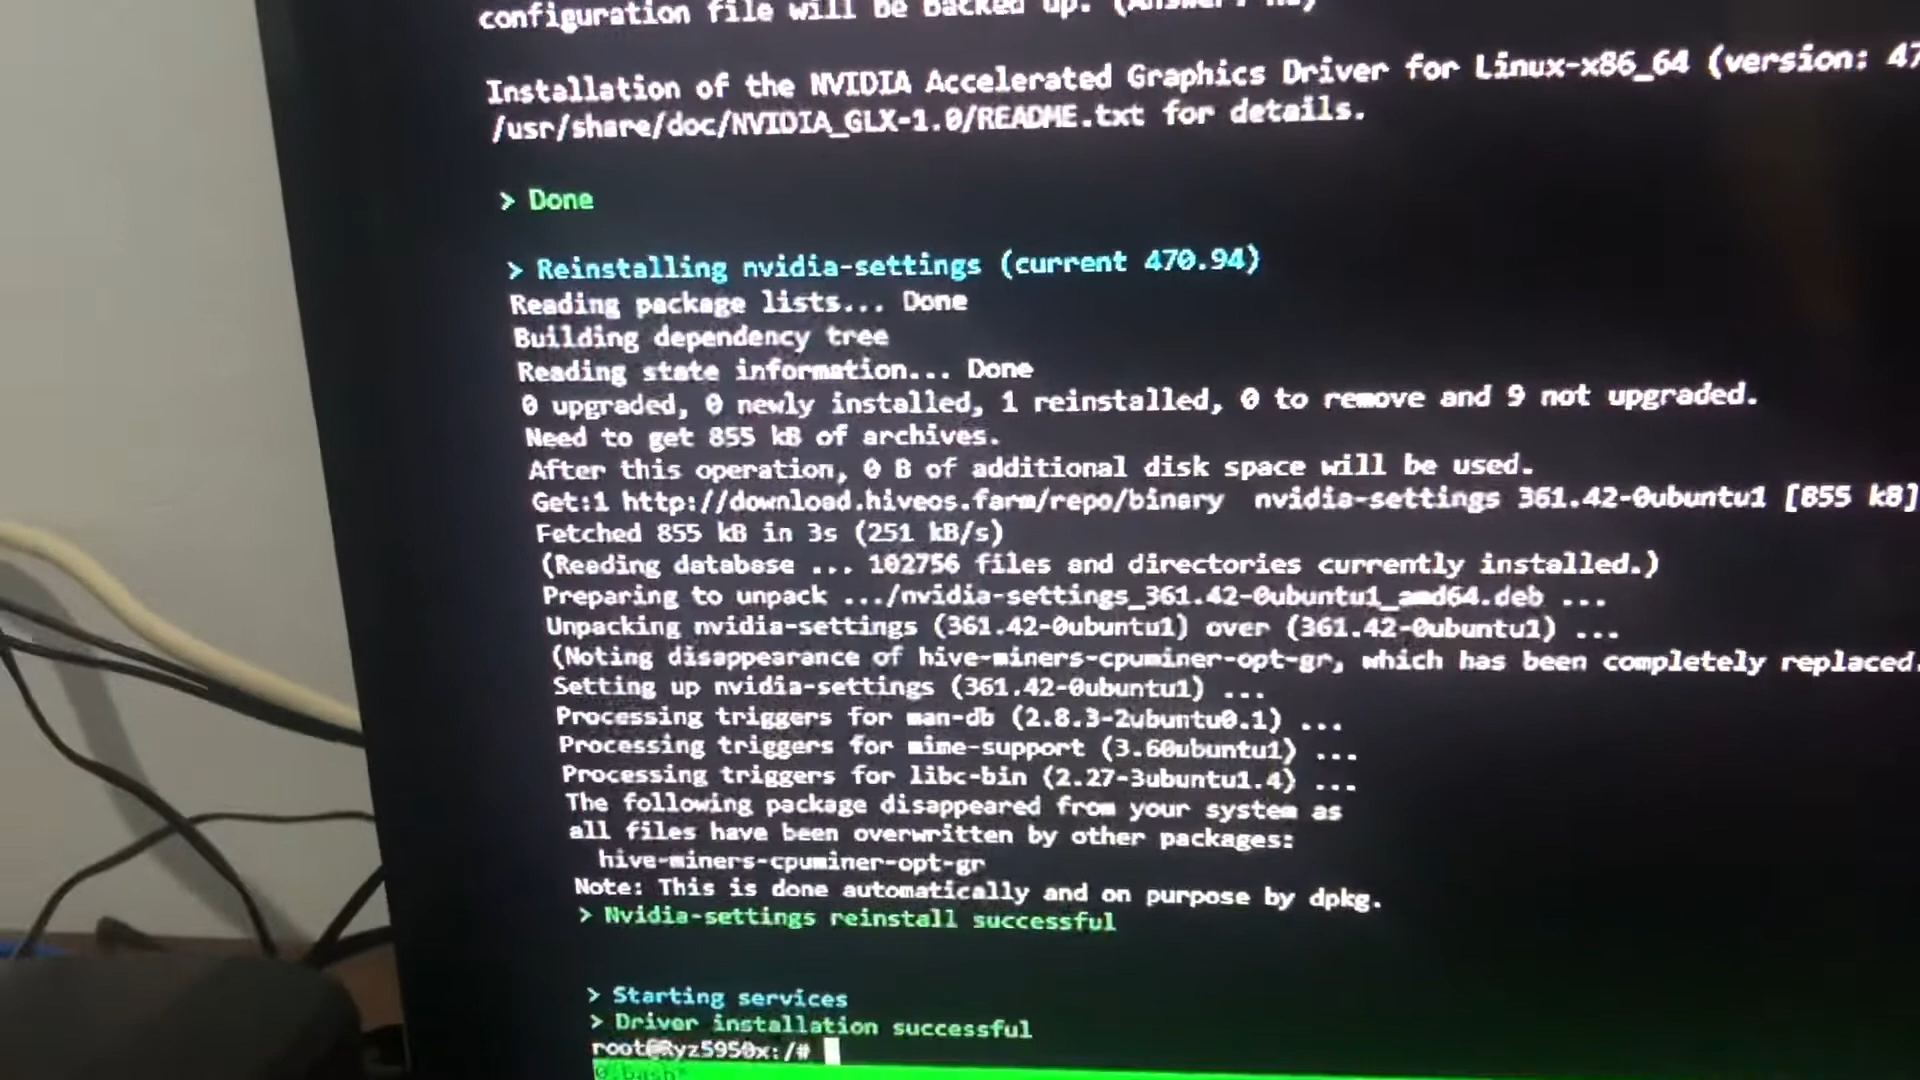 configuration file will be backed up. (Answer: No)
Installation of the NVIDIA Accelerated Graphics Driver for Linux-x86_64 (version: 47
/usr/share/doc/NVIDIA_GLX-1.0/README.txt for details.
> Done
> Reinstalling nvidia-settings (current 470.94)
Reading package lists... Done
Building dependency tree
Reading state information... Done
0 upgraded, 0 newly installed, 1 reinstalled, 0 to remove and 9 not upgraded.
Need to get 855 kB of archives.
After this operation, 0 B of additional disk space will be used.
Get:1 http://download.hiveos.farm/repo/binary  nvidia-settings 361.42-0ubuntu1 [855 kB]
Fetched 855 kB in 3s (251 kB/s)
(Reading database ... 102756 files and directories currently installed.)
Preparing to unpack .../nvidia-settings_361.42-0ubuntu1_amd64.deb ...
Unpacking nvidia-settings (361.42-0ubuntu1) over (361.42-0ubuntu1) ...
(Noting disappearance of hive-miners-cpuminer-opt-gr, which has been completely replaced.
Setting up nvidia-settings (361.42-0ubuntu1) ...
Processing triggers for man-db (2.8.3-2ubuntu0.1) ...
Processing triggers for mime-support (3.60ubuntu1) ...
Processing triggers for libc-bin (2.27-3ubuntu1.4) ...
The following package disappeared from your system as
all files have been overwritten by other packages:
hive-miners-cpuminer-opt-gr
Note: This is done automatically and on purpose by dpkg.
> Nvidia-settings reinstall successful
> Starting services
> Driver installation successful
root@Ryz5950x:/#
0 bash*